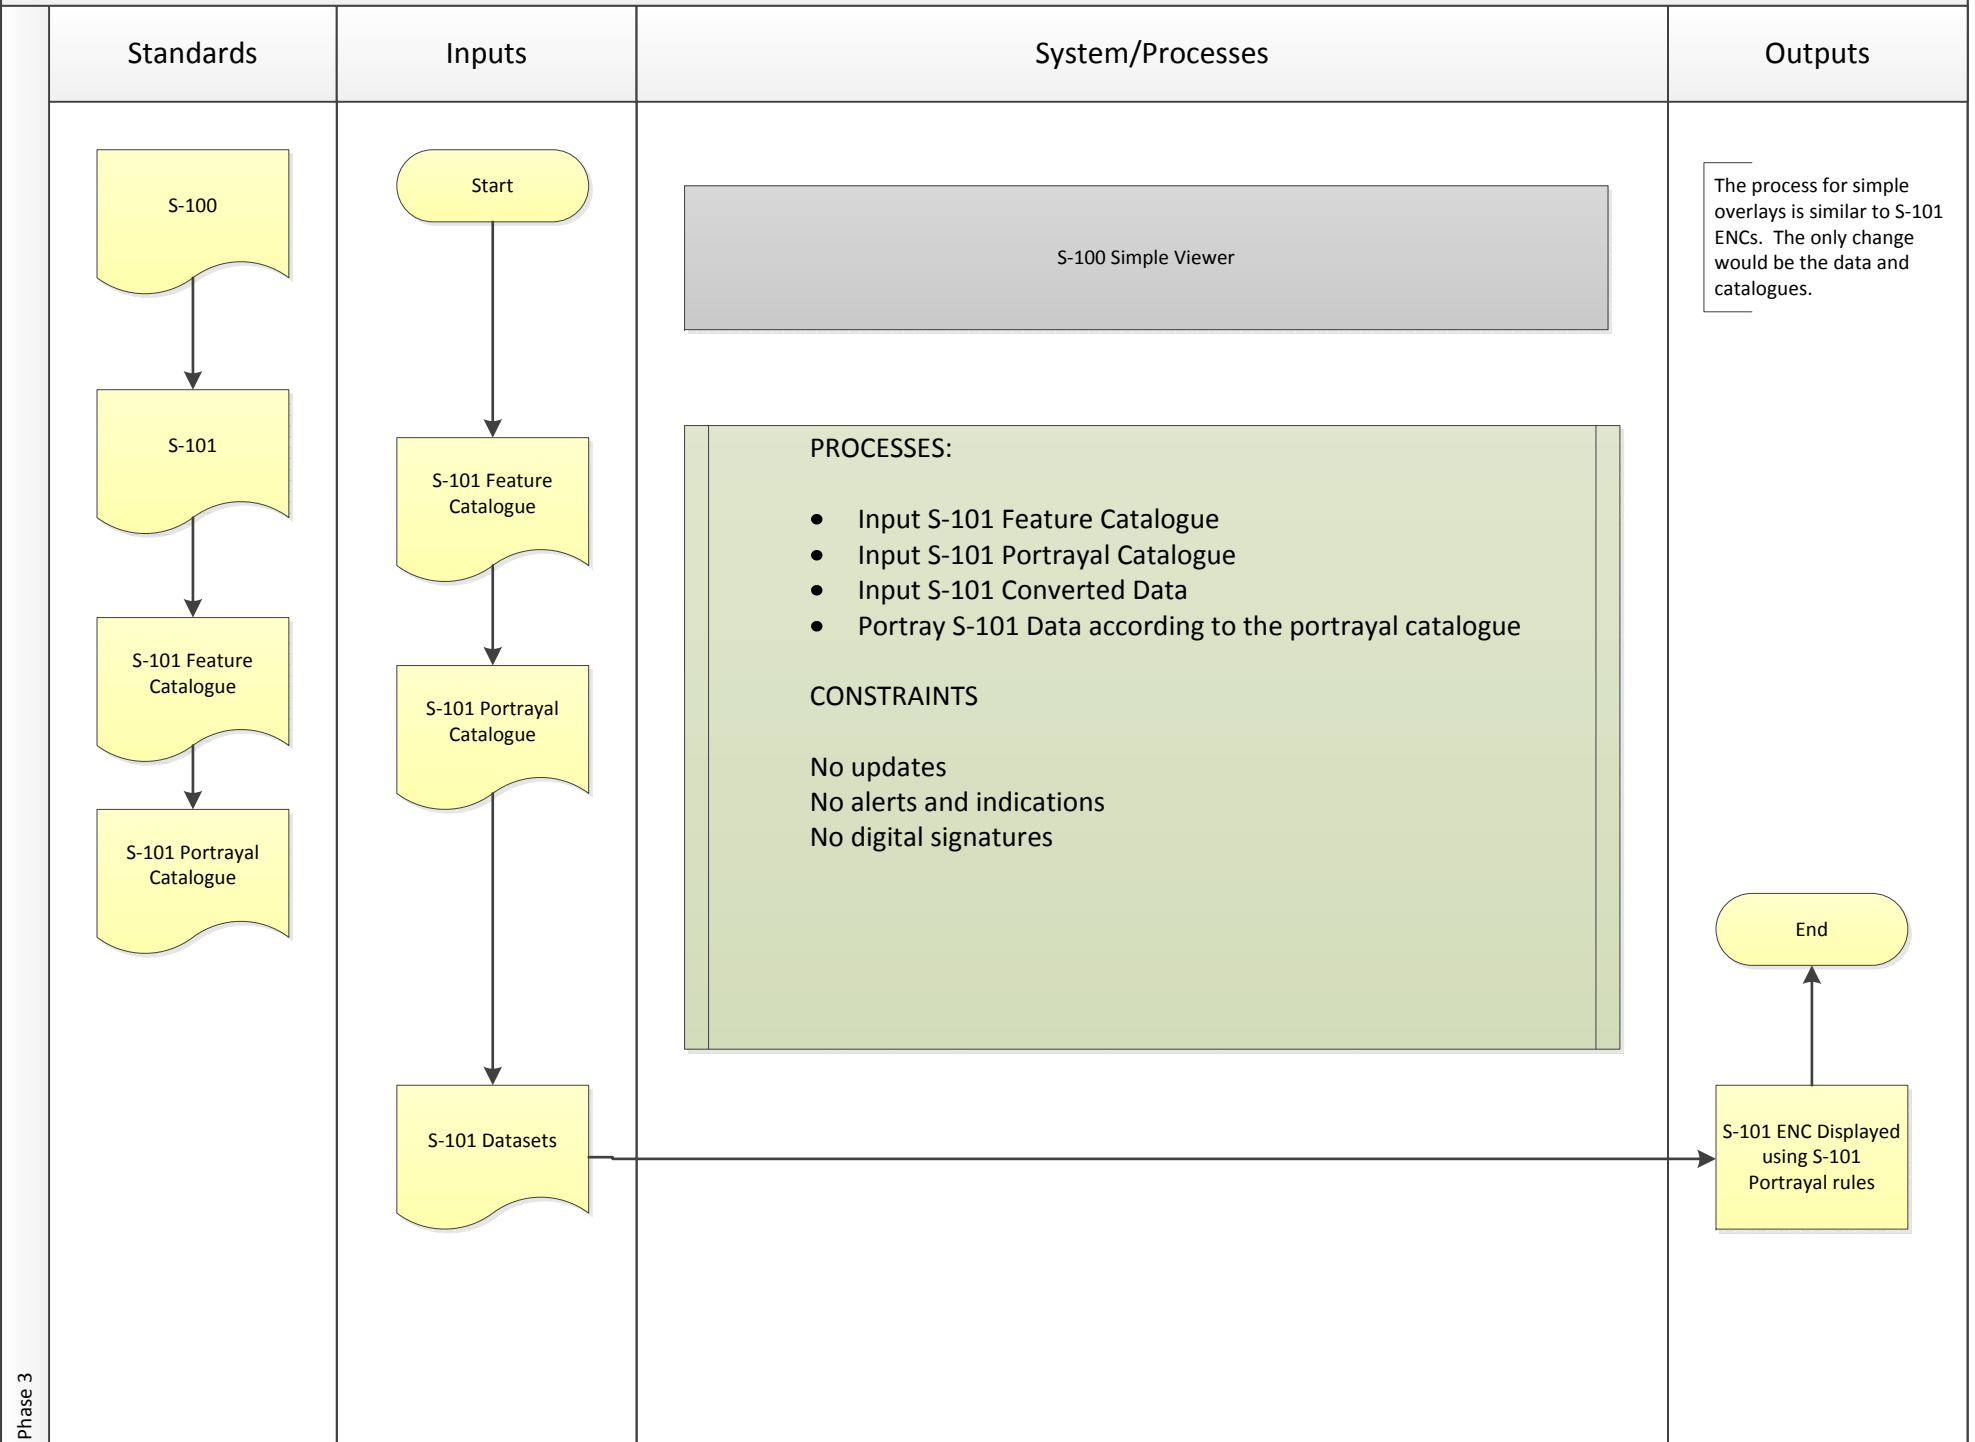 Standards
Inputs
System/Processes
Outputs
S-100
S-101
S-101 Feature
Catalogue
S-101 Portrayal
Catalogue
Start
S-101 Feature
Catalogue
S-101 Portrayal
Catalogue
S-101 Datasets
S-100 Simple Viewer
PROCESSES:
• Input S-101 Feature Catalogue
• Input S-101 Portrayal Catalogue
• Input S-101 Converted Data
• Portray S-101 Data according to the portrayal catalogue
CONSTRAINTS
No updates
No alerts and indications
No digital signatures
The process for simple
overlays is similar to S-101
ENCs.  The only change
would be the data and
catalogues.
End
S-101 ENC Displayed
using S-101
Portrayal rules
Phase 3